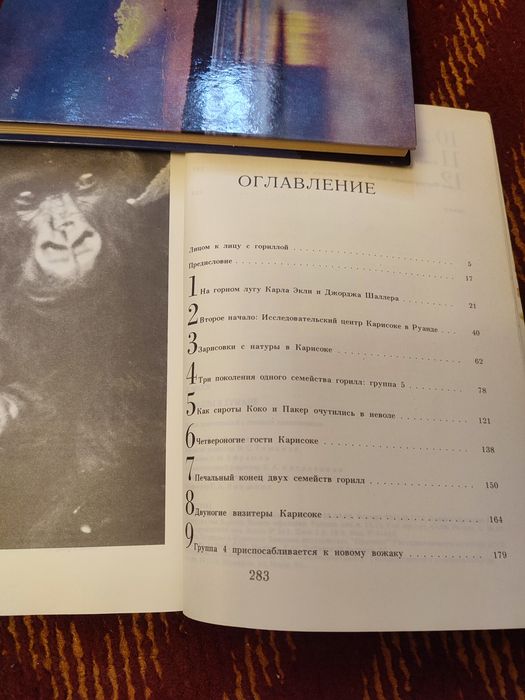 ОГЛАВЛЕНИЕ
Лицом к лицу с гориллой . . . . . . . . . . . . . . . . . . . . . . 5
Предисловие . . . . . . . . . . . . . . . . . . . . . . . . . . . . 17
1 На горном лугу Карла Экли и Джорджа Шаллера . . . . . . . . . 21
2 Второе начало: Исследовательский центр Карисоке в Руанде . . . 40
3 Зарисовки с натуры в Карисоке . . . . . . . . . . . . . . . . . 62
4 Три поколения одного семейства горилл: группа 5 . . . . . . . . 78
5 Как сироты Коко и Пакер очутились в неволе . . . . . . . . . . 121
6 Четвероногие гости Карисоке . . . . . . . . . . . . . . . . . . 138
7 Печальный конец двух семейств горилл . . . . . . . . . . . . . 150
8 Двуногие визитеры Карисоке . . . . . . . . . . . . . . . . . . 164
9 Группа 4 приспосабливается к новому вожаку . . . . . . . . . . 179
283
10
11
12